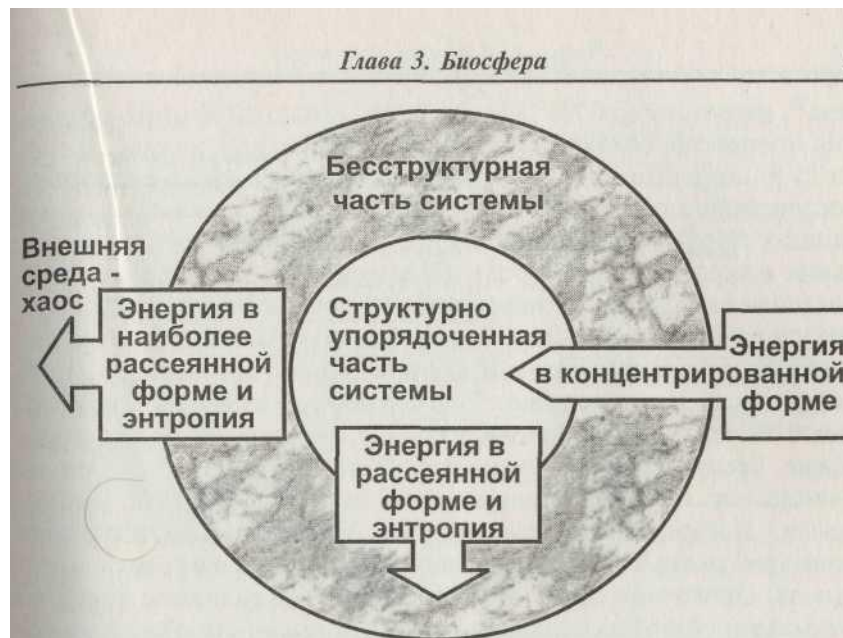 Глава 3. Биосфера
Бесструктурная
часть системы
Внешняя
среда -
хаос
Энергия в
наиболее
рассеянной
форме и
энтропия
Структурно
упорядоченная
часть
системы
Энергия
в концентрированной
форме
Энергия в
рассеянной
форме и
энтропия